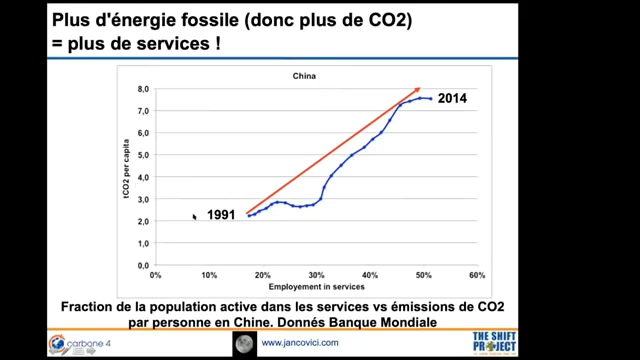 Plus d'énergie fossile (donc plus de CO2)
= plus de services !
China
8,0
7,0
6,0
5,0
4,0
3,0
2,0
1,0
0,0
tCO2 per capita
2014
1991
0% 10% 20% 30% 40% 50% 60%
Employement in services
Fraction de la population active dans les services vs émissions de CO2
par personne en Chine. Donnés Banque Mondiale
carbone 4
www.jancovici.com
THE SHIFT
PROJECT